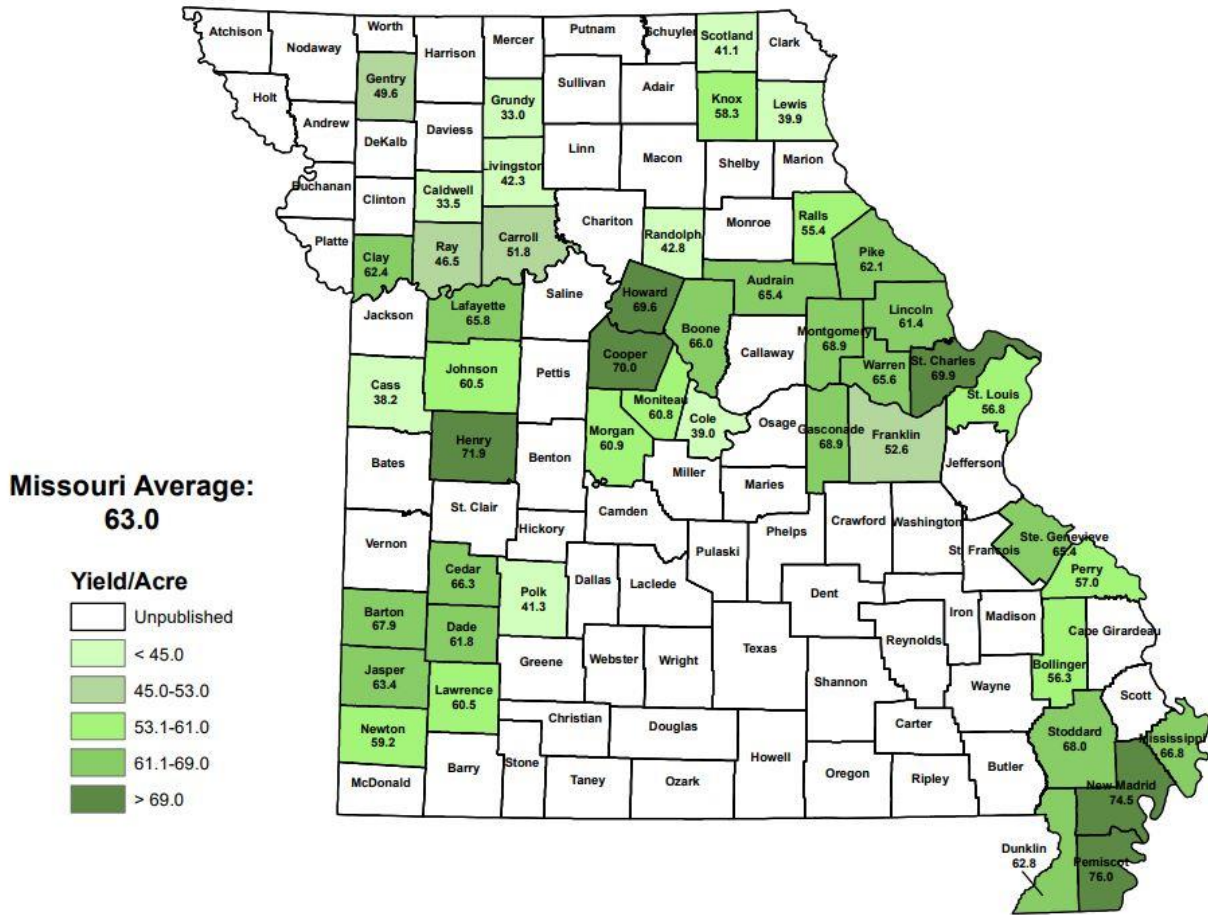 Atchison
Nodaway
Worth
Harrison
Mercer
Putnam
Schuyler
Scotland
41.1
Clark
Gentry
49.6
Holt
Andrew
DeKalb
Daviess
Grundy
33.0
Sullivan
Adair
Knox
58.3
Lewis
39.9
Linn
Macon
Shelby
Marion
Livingston
42.3
Buchanan
Clinton
Caldwell
33.5
Chariton
Randolph
42.8
Monroe
Ralls
55.4
Platte
Clay
62.4
Ray
46.5
Carroll
51.8
Pike
62.1
Audrain
65.4
Saline
Howard
69.6
Jackson
Lafayette
65.8
Boone
66.0
Callaway
Montgomery
68.9
Lincoln
61.4
Warren
65.6
St. Charles
69.9
St. Louis
56.8
Cass
38.2
Johnson
60.5
Pettis
Cooper
70.0
Moniteau
60.8
Cole
39.0
Osage
Gasconade
68.9
Franklin
52.6
Jefferson
Bates
Henry
71.9
Benton
Morgan
60.9
Miller
Maries
Missouri Average:
63.0
St. Clair
Hickory
Camden
Pulaski
Phelps
Crawford
Washington
St. Francois
Ste. Genevieve
65.4
Perry
57.0
Vernon
Cedar
66.3
Polk
41.3
Dallas
Laclede
Dent
Iron
Madison
Cape Girardeau
Yield/Acre
Unpublished
< 45.0
45.0-53.0
53.1-61.0
61.1-69.0
> 69.0
Barton
67.9
Dade
61.8
Greene
Webster
Wright
Texas
Shannon
Reynolds
Wayne
Bollinger
56.3
Scott
Jasper
63.4
Lawrence
60.5
Christian
Douglas
Howell
Carter
Butler
Stoddard
68.0
Mississippi
66.8
Newton
59.2
McDonald
Barry
Stone
Taney
Ozark
Oregon
Ripley
New Madrid
74.5
Dunklin
62.8
Pemiscot
76.0